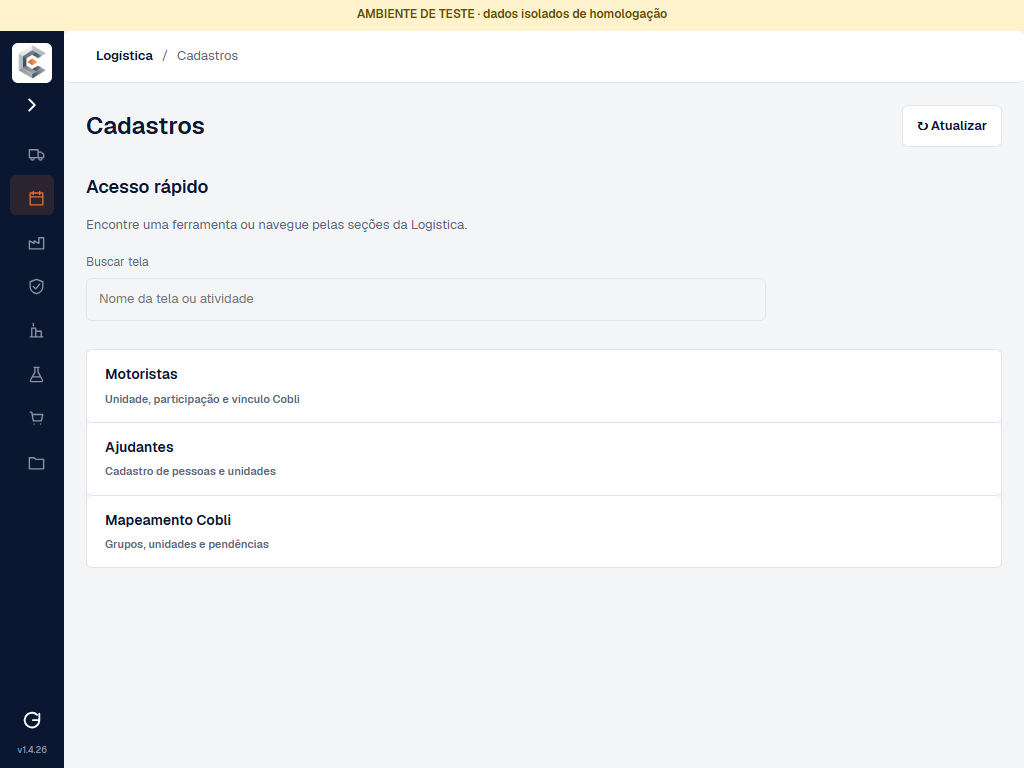 AMBIENTE DE TESTE · dados isolados de homologação
Logística / Cadastros
Cadastros
↻ Atualizar
Acesso rápido
Encontre uma ferramenta ou navegue pelas seções da Logística.
Buscar tela
Nome da tela ou atividade
Motoristas
Unidade, participação e vínculo Cobli
Ajudantes
Cadastro de pessoas e unidades
Mapeamento Cobli
Grupos, unidades e pendências
v1.4.26